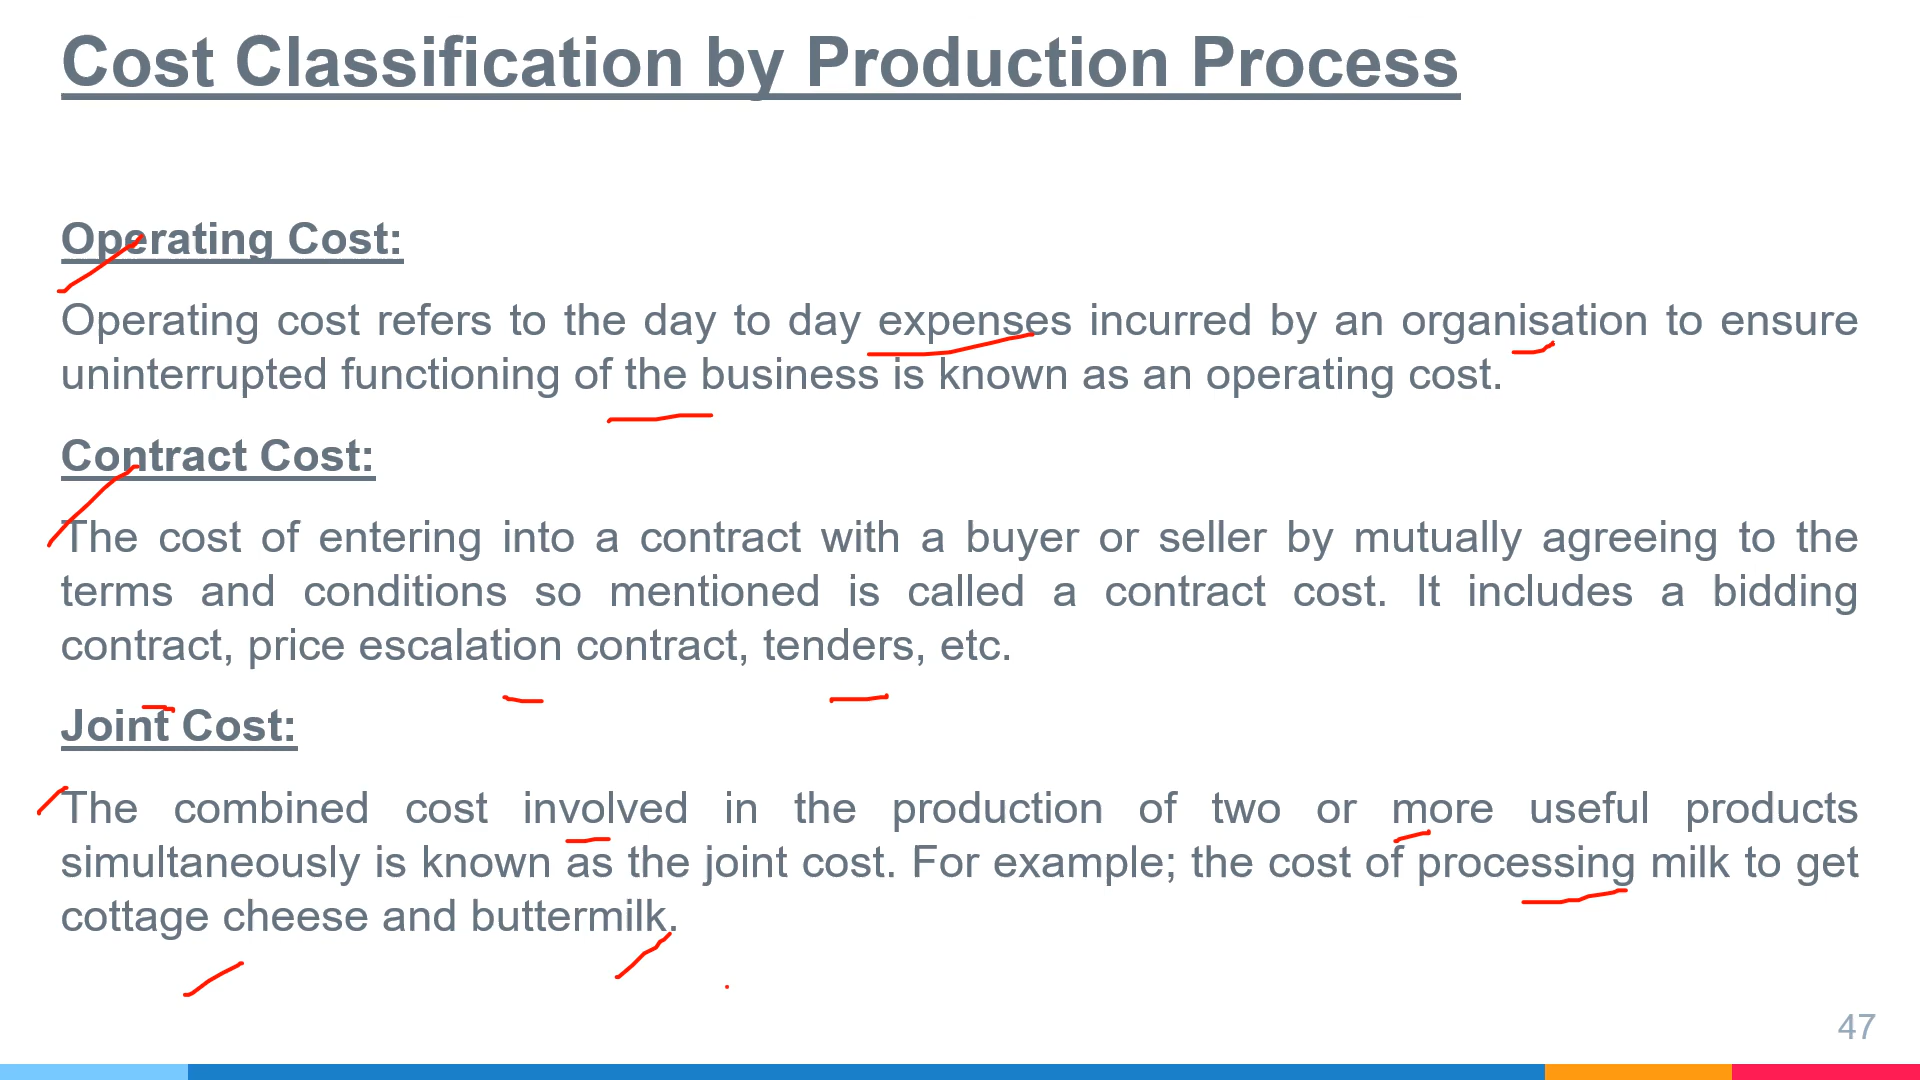 Cost Classification by Production Process
Operating Cost:
Operating cost refers to the day to day expenses incurred by an organisation to ensure
uninterrupted functioning of the business is known as an operating cost.
Contract Cost:
The cost of entering into a contract with a buyer or seller by mutually agreeing to the
terms and conditions so mentioned is called a contract cost. It includes a bidding
contract, price escalation contract, tenders, etc.
Joint Cost:
The combined cost involved in the production of two or more useful products
simultaneously is known as the joint cost. For example; the cost of processing milk to get
cottage cheese and buttermilk.
47